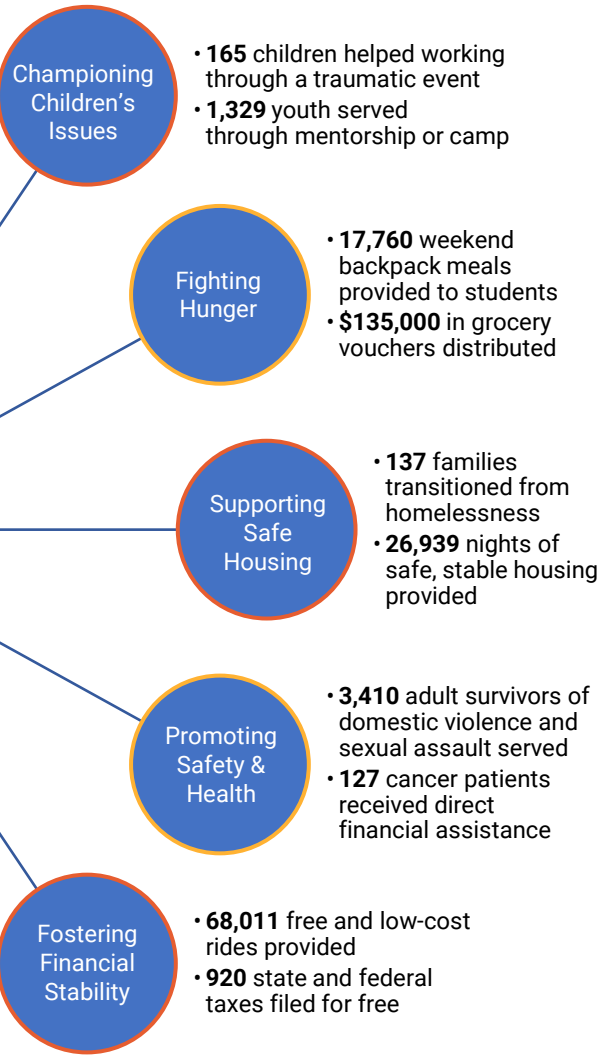 Championing
Children's
Issues
• 165 children helped working
through a traumatic event
• 1,329 youth served
through mentorship or camp
Fighting
Hunger
• 17,760 weekend
backpack meals
provided to students
• $135,000 in grocery
vouchers distributed
Supporting
Safe
Housing
• 137 families
transitioned from
homelessness
• 26,939 nights of
safe, stable housing
provided
Promoting
Safety &
Health
• 3,410 adult survivors of
domestic violence and
sexual assault served
• 127 cancer patients
received direct
financial assistance
Fostering
Financial
Stability
• 68,011 free and low-cost
rides provided
• 920 state and federal
taxes filed for free